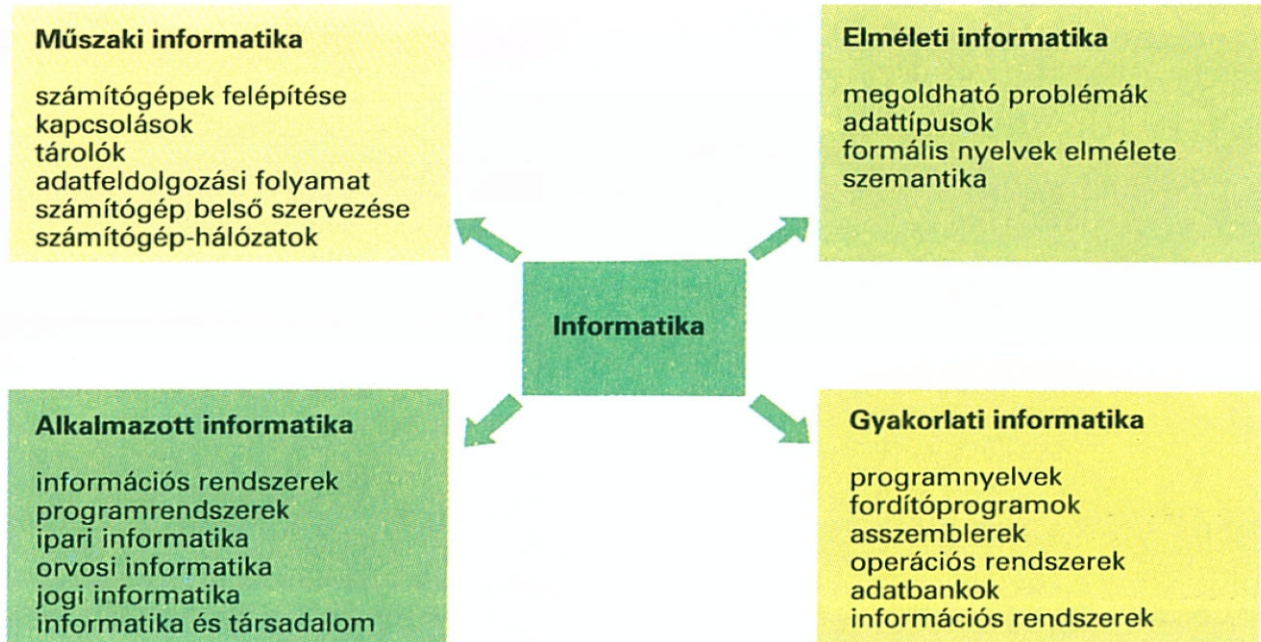 Műszaki informatika
számítógépek felépítése
kapcsolások
tárolók
adatfeldolgozási folyamat
számítógép belső szervezése
számítógép-hálózatok
Elméleti informatika
megoldható problémák
adattípusok
formális nyelvek elmélete
szemantika
Informatika
Alkalmazott informatika
információs rendszerek
programrendszerek
ipari informatika
orvosi informatika
jogi informatika
informatika és társadalom
Gyakorlati informatika
programnyelvek
fordítóprogramok
asszemblerek
operációs rendszerek
adatbankok
információs rendszerek